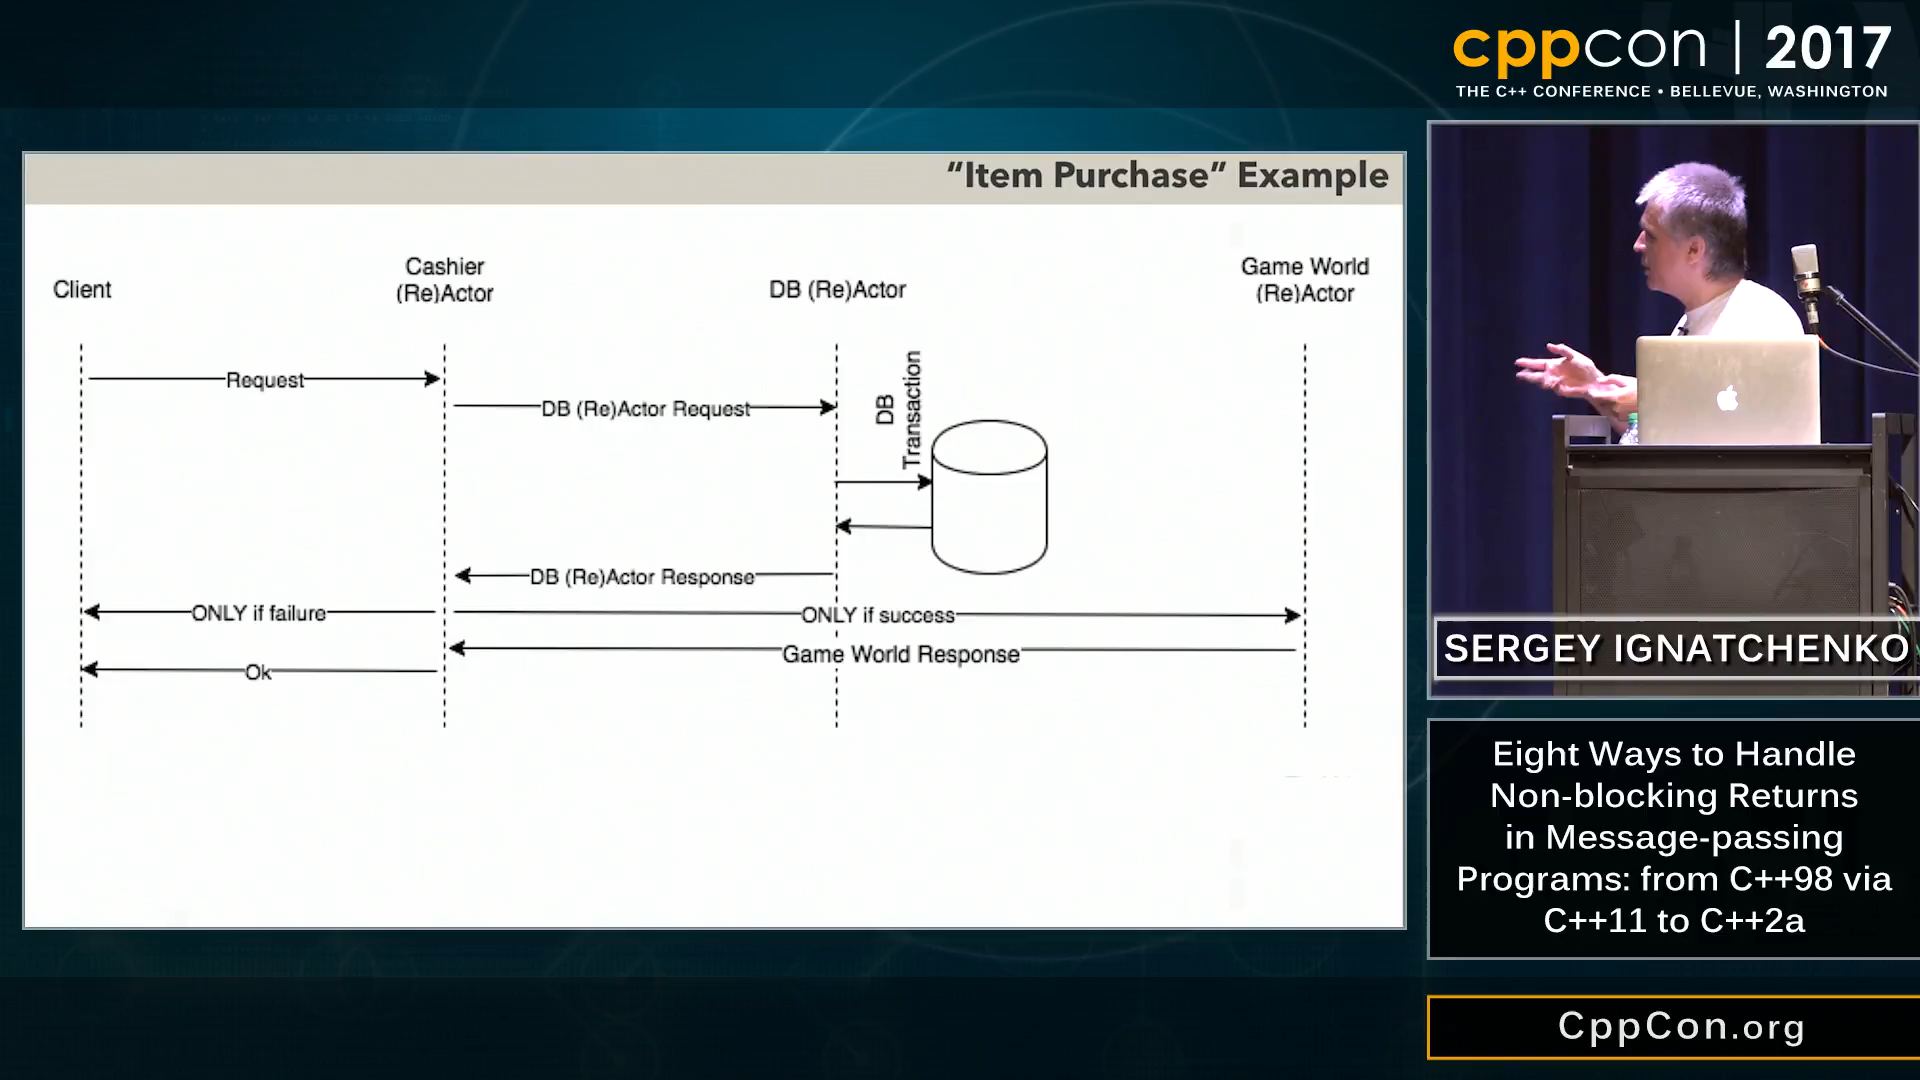 cppcon | 2017
THE C++ CONFERENCE • BELLEVUE, WASHINGTON
“Item Purchase” Example
Client
Cashier
(Re)Actor
DB (Re)Actor
Game World
(Re)Actor
Request
DB (Re)Actor Request
DB
Transaction
DB (Re)Actor Response
ONLY if failure
ONLY if success
Game World Response
Ok
SERGEY IGNATCHENKO
Eight Ways to Handle
Non-blocking Returns
in Message-passing
Programs: from C++98 via
C++11 to C++2a
CppCon.org